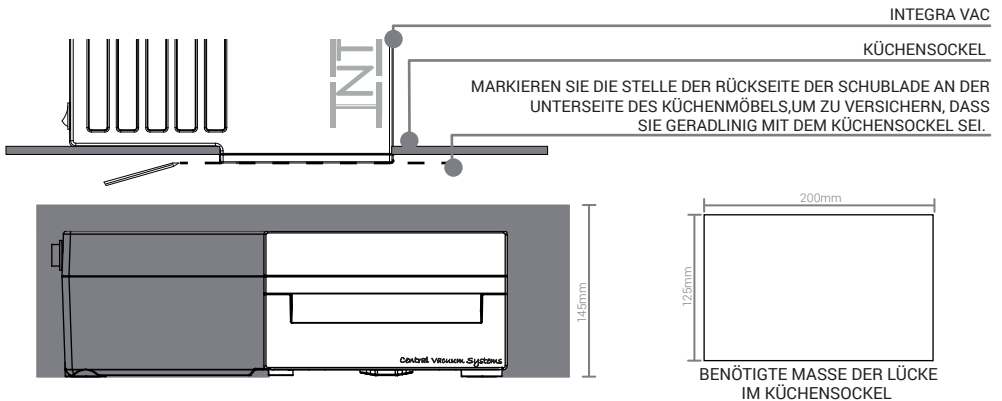 INTEGRA VAC
KÜCHENSOCKEL
MARKIEREN SIE DIE STELLE DER RÜCKSEITE DER SCHUBLADE AN DER
UNTERSEITE DES KÜCHENMÖBELS,UM ZU VERSICHERN, DASS
SIE GERADLINIG MIT DEM KÜCHENSOCKEL SEI.
INT
200mm
125mm
145mm
Central Vacuum Systems
BENÖTIGTE MASSE DER LÜCKE
IM KÜCHENSOCKEL